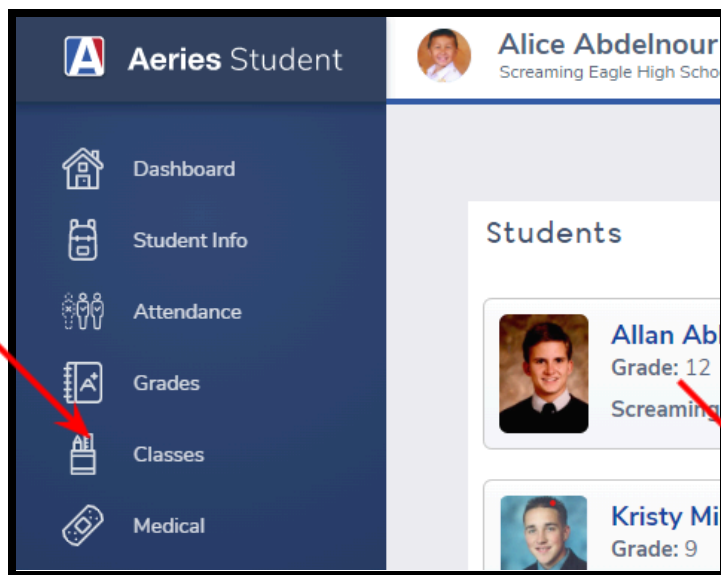 Aeries Student
Dashboard
Student Info
Attendance
Grades
Classes
Medical
Alice Abdelnour
Screaming Eagle High Scho
Students
Allan Ab
Grade: 12
Screaming
Kristy Mi
Grade: 9